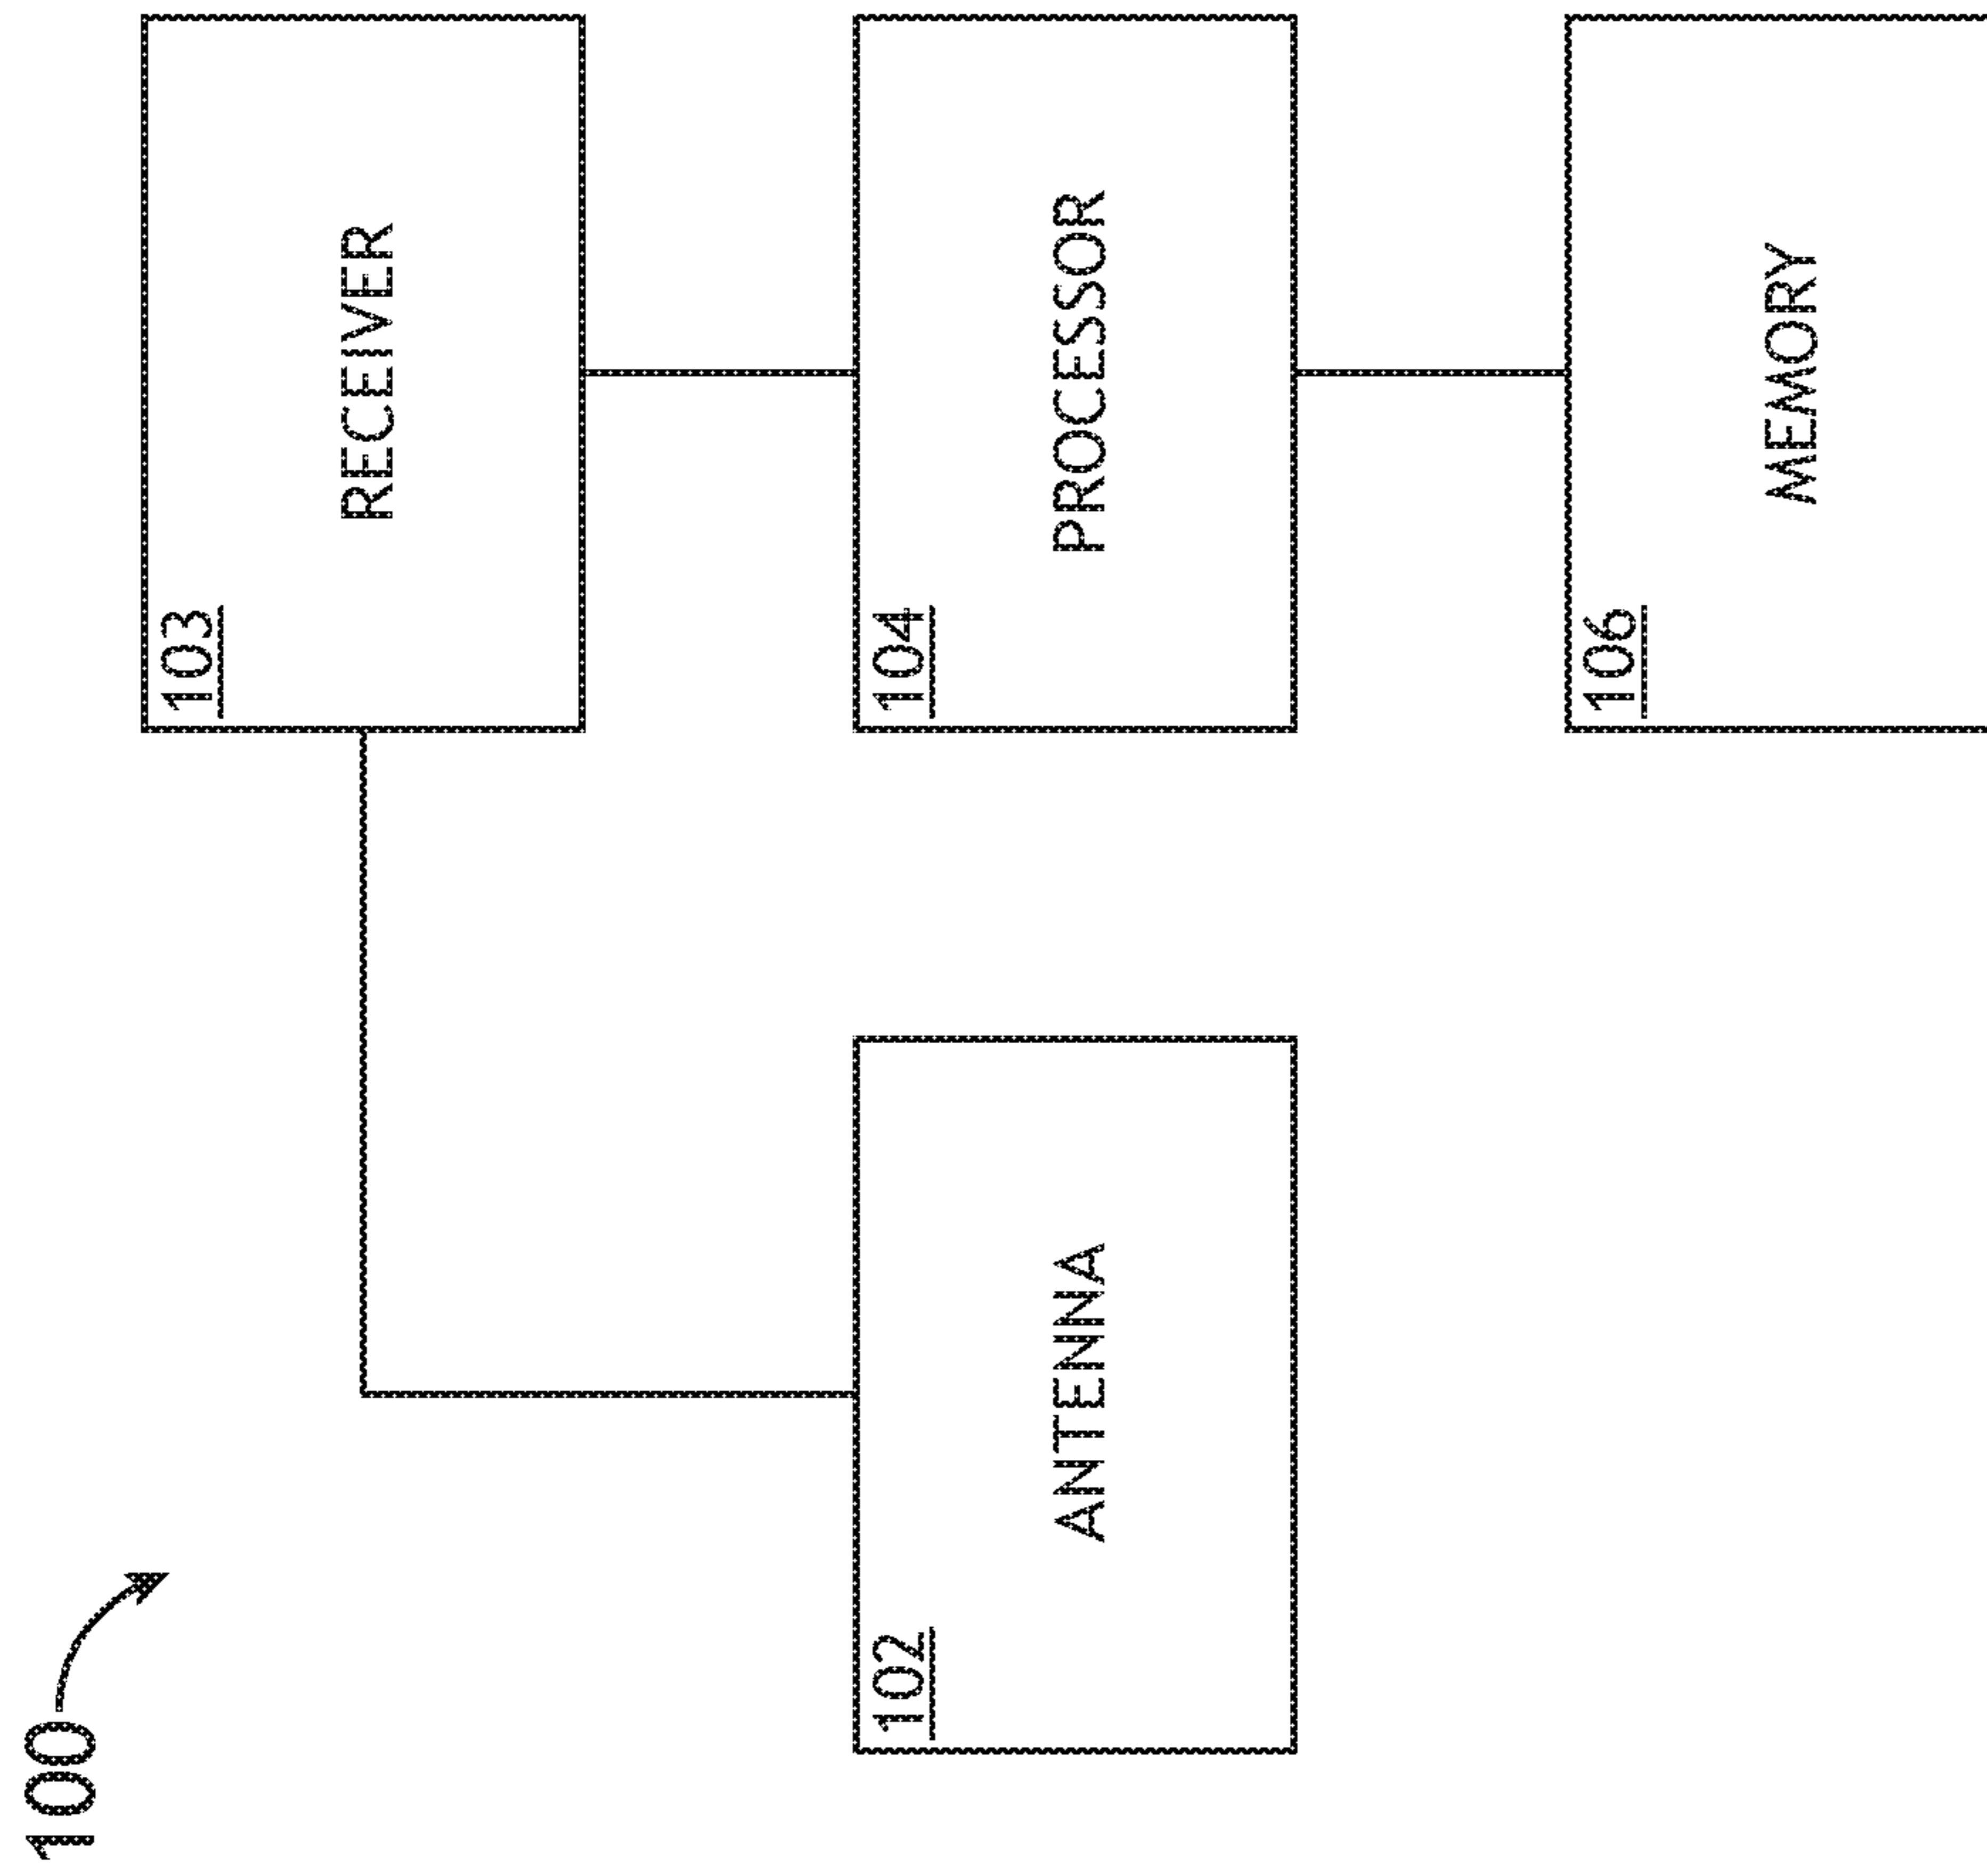 100
103
RECEIVER
102
ANTENNA
104
PROCESSOR
106
MEMORY